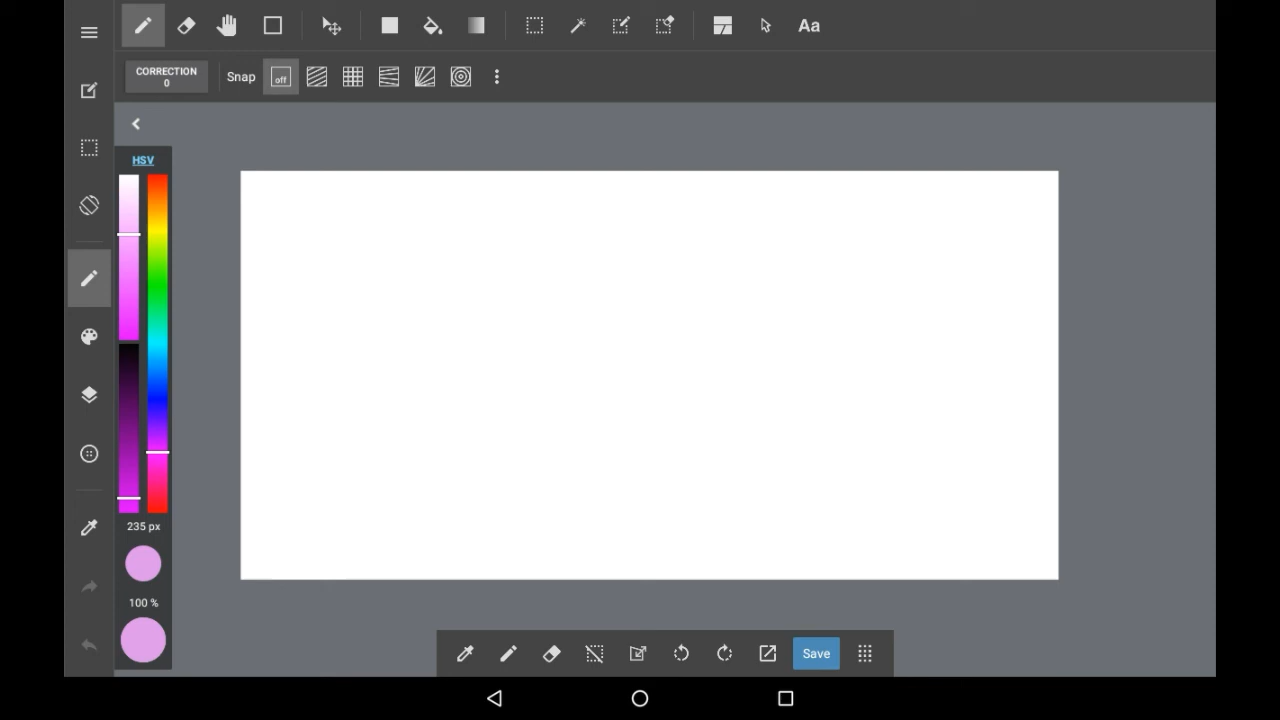 Aa
CORRECTION
0
Snap
off
HSV
235 px
100 %
Save